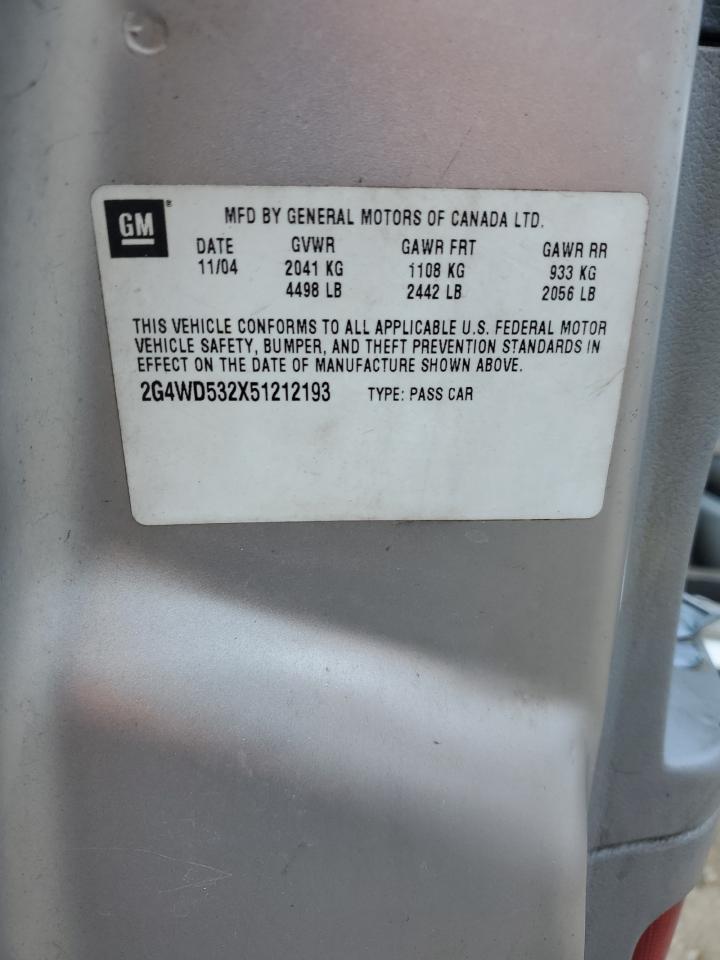 GM®
MFD BY GENERAL MOTORS OF CANADA LTD.
DATE GVWR GAWR FRT GAWR RR
11/04 2041 KG 1108 KG 933 KG
4498 LB 2442 LB 2056 LB
THIS VEHICLE CONFORMS TO ALL APPLICABLE U.S. FEDERAL MOTOR
VEHICLE SAFETY, BUMPER, AND THEFT PREVENTION STANDARDS IN
EFFECT ON THE DATE OF MANUFACTURE SHOWN ABOVE.
2G4WD532X51212193 TYPE: PASS CAR